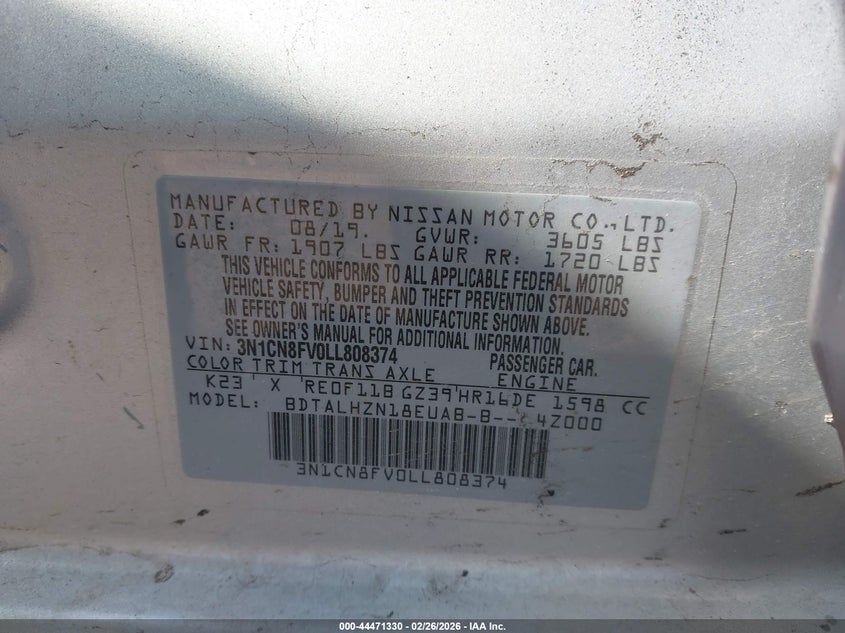 MANUFACTURED BY NISSAN MOTOR CO.,LTD.
DATE: 08/19. GVWR: 3605 LBS
GAWR FR: 1907 LBS GAWR RR: 1720 LBS
THIS VEHICLE CONFORMS TO ALL APPLICABLE FEDERAL MOTOR
VEHICLE SAFETY, BUMPER AND THEFT PREVENTION STANDARDS
IN EFFECT ON THE DATE OF MANUFACTURE SHOWN ABOVE.
SEE OWNER'S MANUAL FOR ADDITIONAL INFORMATION.
VIN: 3N1CN8FV0LL808374 PASSENGER CAR.
COLOR TRIM TRANS AXLE ENGINE
K23 X RE0F11B GZ39 HR16DE 1598 CC
MODEL: BDTALHZN18EUAB-B-- 4Z000
3N1CN8FV0LL808374
000-44471330 - 02/26/2026 - IAA Inc.